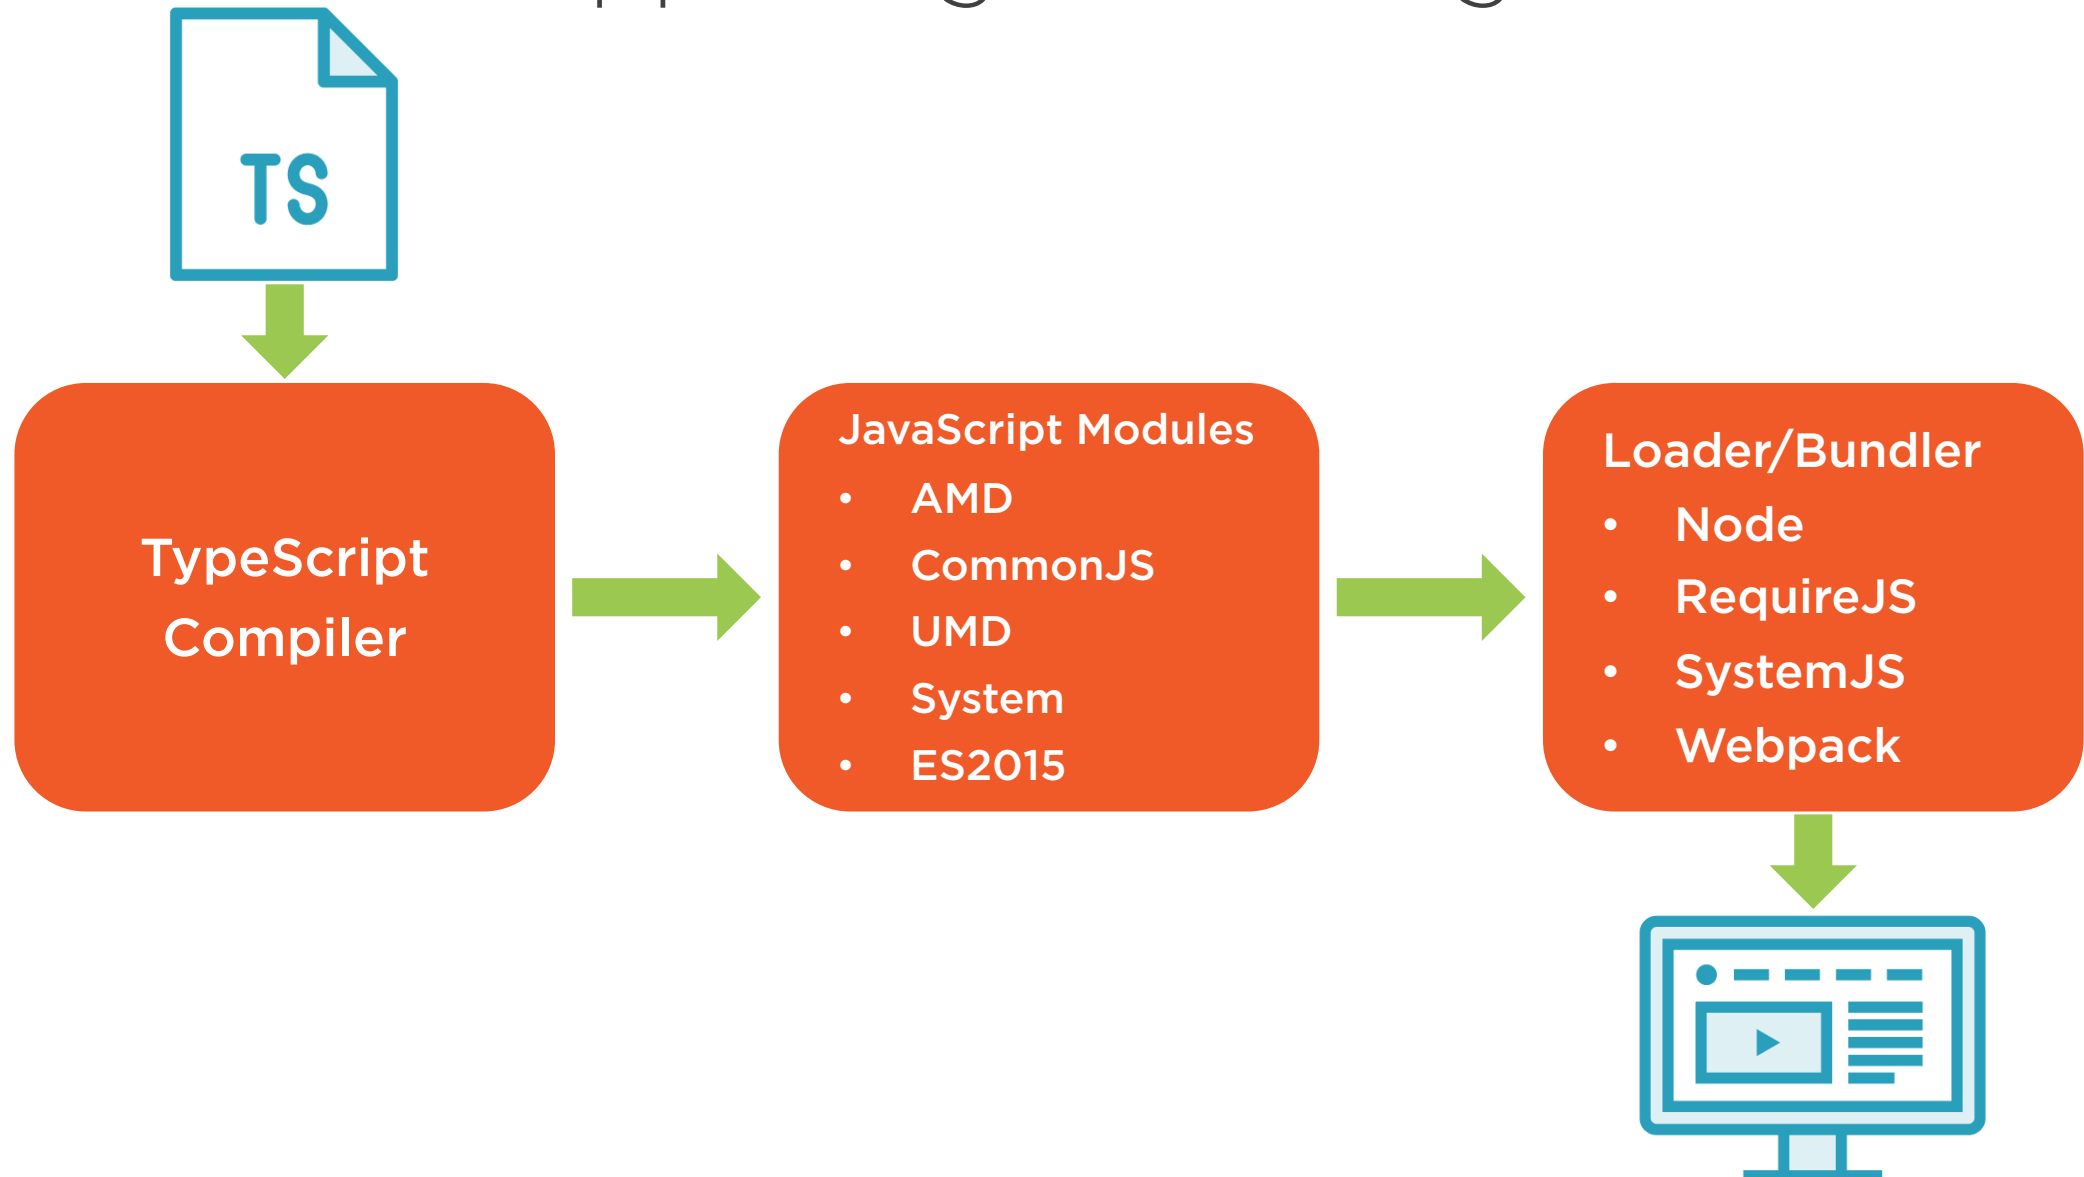 TS
TypeScript
Compiler
JavaScript Modules
• AMD
• CommonJS
• UMD
• System
• ES2015
Loader/Bundler
• Node
• RequireJS
• SystemJS
• Webpack